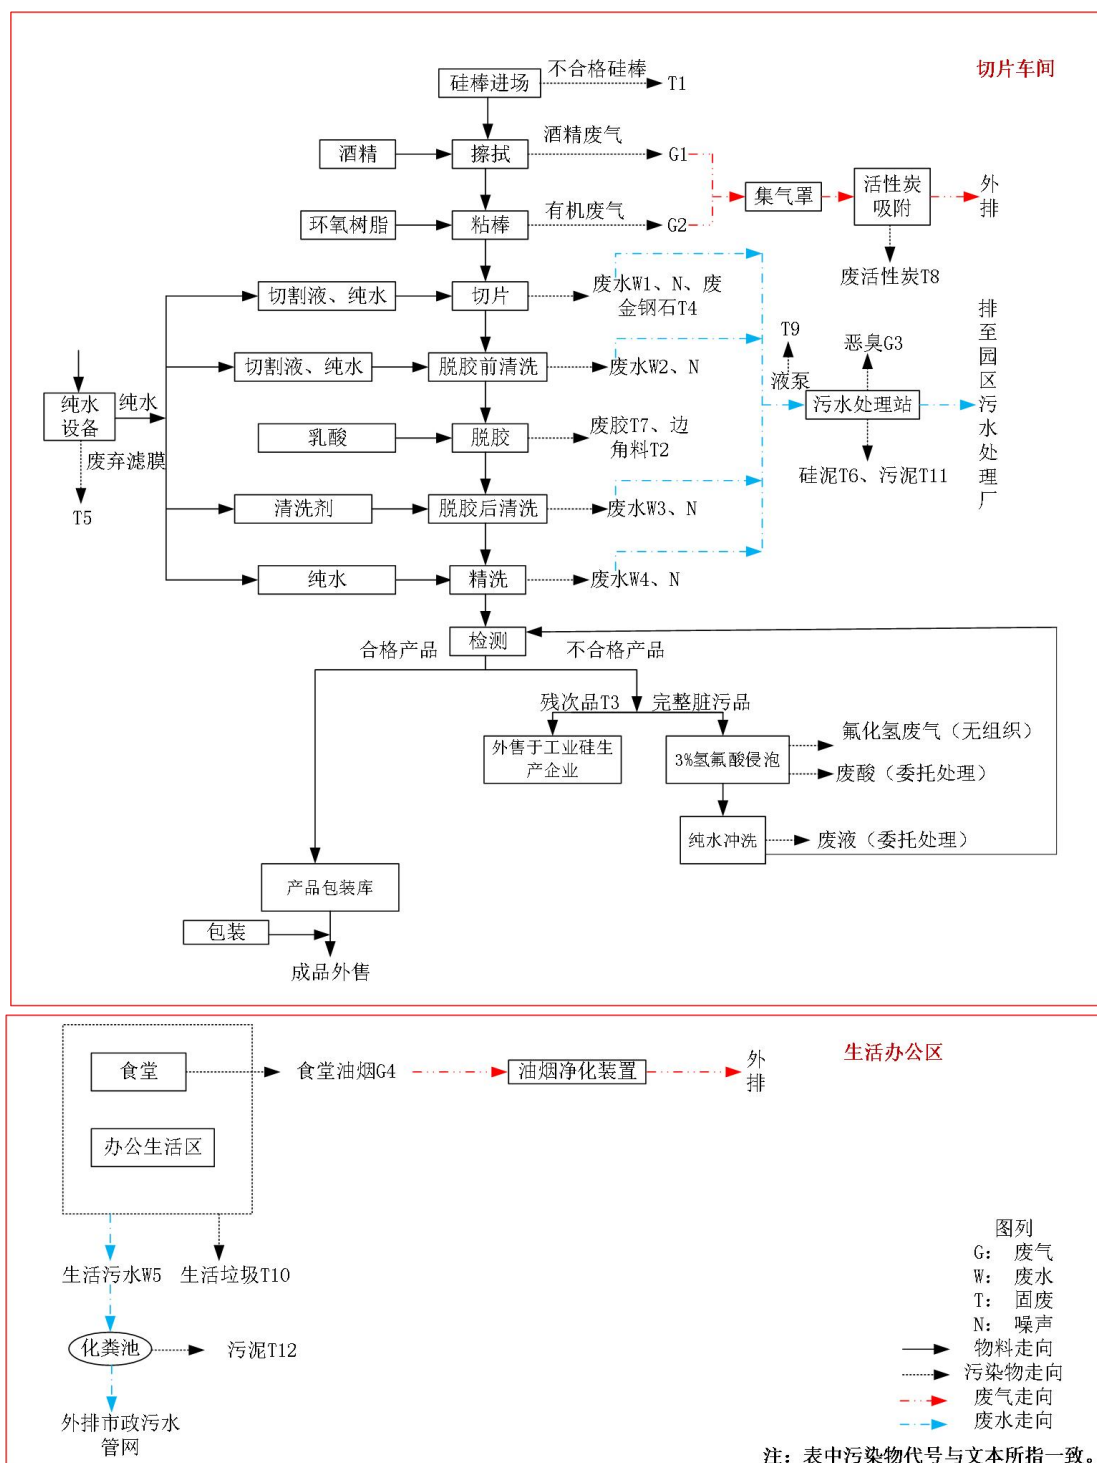 切片车间
硅棒进场
不合格硅棒
T1
酒精
擦拭
酒精废气
G1
集气罩
活性炭
吸附
外
排
环氧树脂
粘棒
有机废气
G2
废活性炭T8
切割液、纯水
切片
废水W1、N、废
金钢石T4
切割液、纯水
脱胶前清洗
废水W2、N
T9
液泵
恶臭G3
污水处理站
硅泥T6、污泥T11
排
至
园
区
污
水
处
理
厂
纯水
设备
纯水
废弃滤膜
T5
乳酸
脱胶
废胶T7、边
角料T2
清洗剂
脱胶后清洗
废水W3、N
纯水
精洗
废水W4、N
检测
合格产品
不合格产品
残次品T3
完整脏污品
外售于工业硅生
产企业
3%氢氟酸侵泡
氟化氢废气（无组织）
废酸（委托处理）
纯水冲洗
废液（委托处理）
产品包装库
包装
成品外售
生活办公区
食堂
食堂油烟G4
油烟净化装置
外
排
办公生活区
生活污水W5
生活垃圾T10
化粪池
污泥T12
外排市政污水
管网
图列
G： 废气
W： 废水
T： 固废
N： 噪声
物料走向
污染物走向
废气走向
废水走向
注：表中污染物代号与文本所指一致。